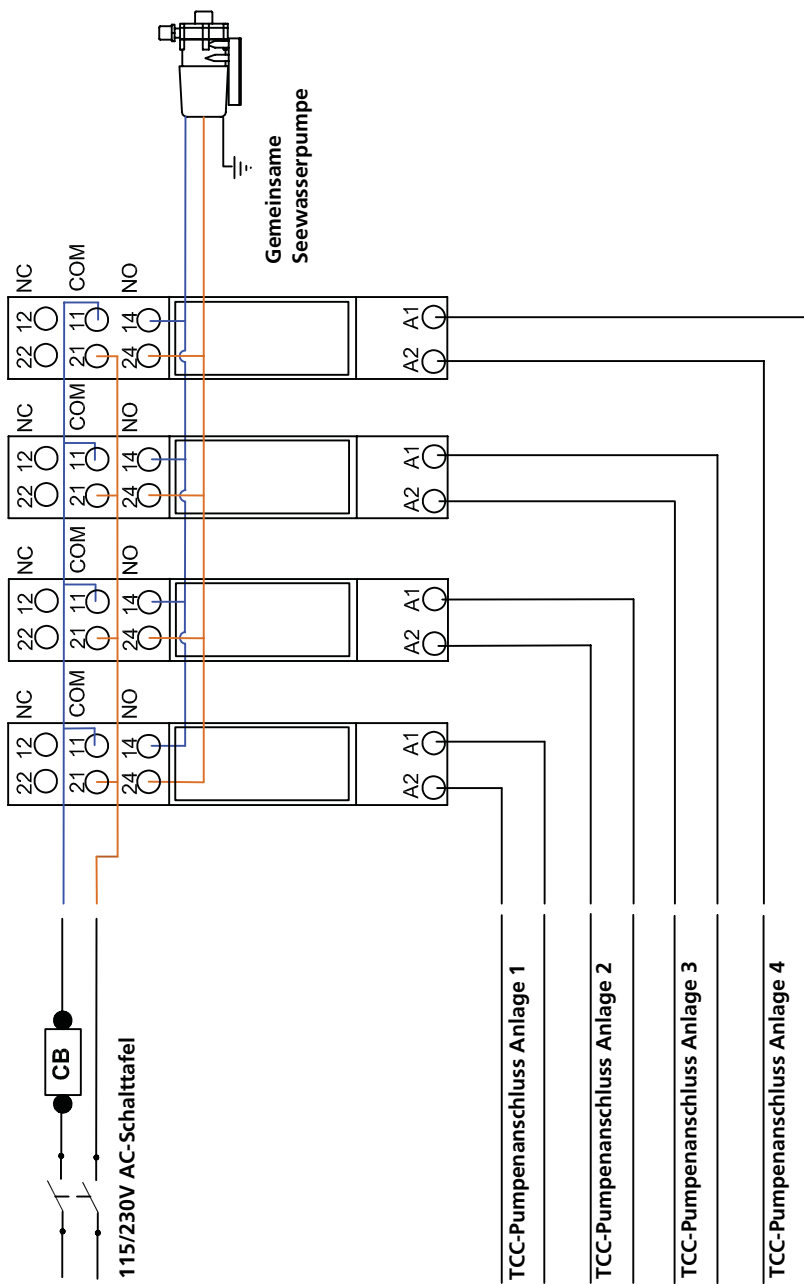 CB
115/230V AC-Schalttafel
22 12 NC
21 11 COM
24 14 NO
A2 A1
22 12 NC
21 11 COM
24 14 NO
A2 A1
22 12 NC
21 11 COM
24 14 NO
A2 A1
22 12 NC
21 11 COM
24 14 NO
A2 A1
Gemeinsame
Seewasserpumpe
TCC-Pumpenanschluss Anlage 1
TCC-Pumpenanschluss Anlage 2
TCC-Pumpenanschluss Anlage 3
TCC-Pumpenanschluss Anlage 4